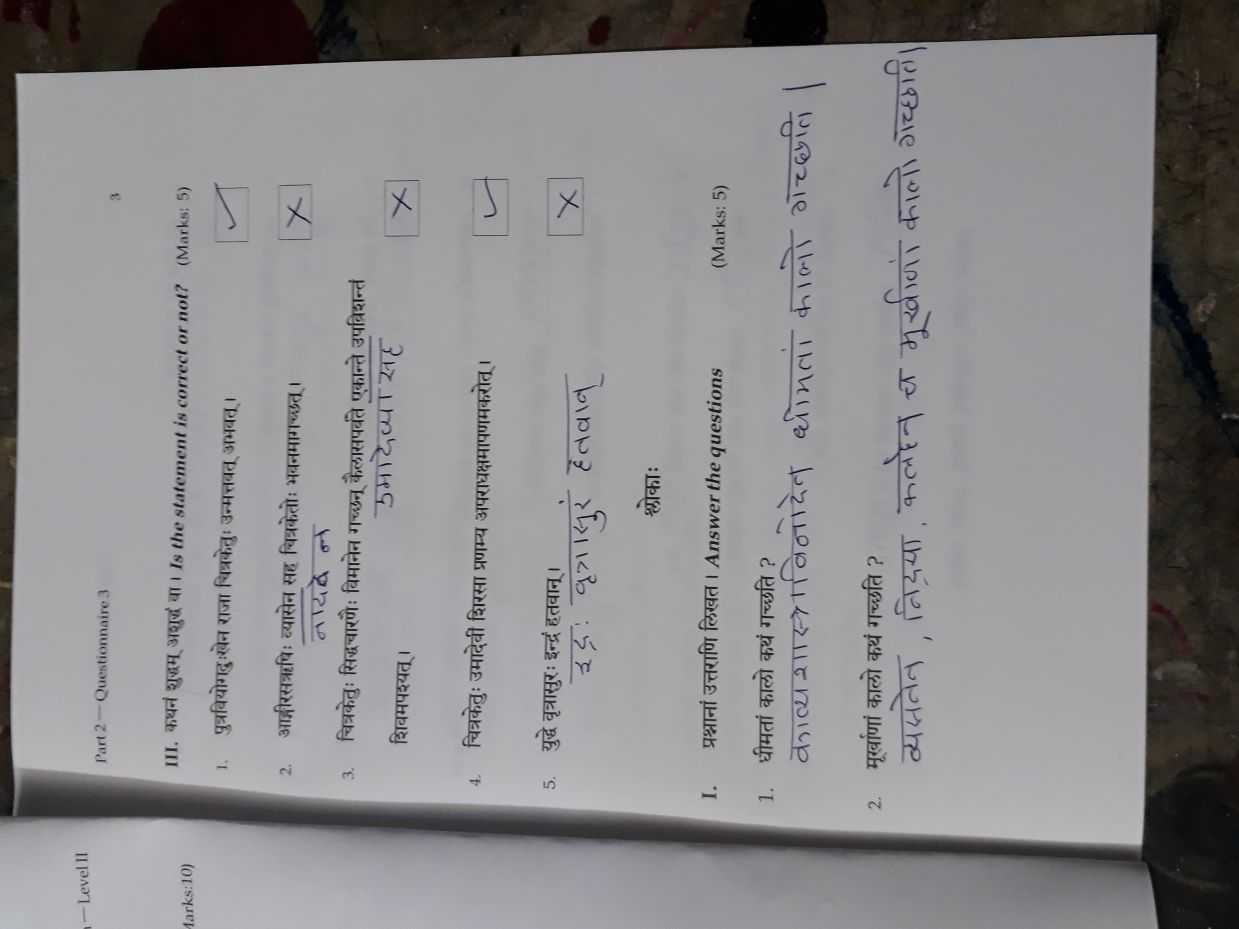 — Level II
Part 2 — Questionnaire 3
3
Marks:10)
III. कथनं शुद्धम् अशुद्धं वा । Is the statement is correct or not? (Marks: 5)
1. पुत्रवियोगदुःखेन राजा चित्रकेतुः उन्मत्तवत् अभवत् । ✓
2. आङ्गीरसऋषिः व्यासेन सह चित्रकेतोः भवनमागच्छत् । ×
3. चित्रकेतुः सिद्धचारणैः विमानेन गच्छन् कैलासपर्वते एकान्ते उपविशन्तं
उमादेव्या सह
शिवमपश्यत् । ×
4. चित्रकेतुः उमादेवीं शिरसा प्रणम्य अपराधक्षमापणमकरोत् । ✓
5. युद्धे वृत्रासुरः इन्द्रं हतवान् । ×
इद्रः वृत्रासुरं हतवान्
श्लोकाः
I. प्रश्नानां उत्तराणि लिखत । Answer the questions (Marks: 5)
1. धीमतां कालो कथं गच्छति ?
काव्यशास्त्राविनोदेन धीमतां कालो गच्छति |
2. मूर्खाणां कालो कथं गच्छति ?
व्यसनेन, निद्रया, कलहेन च मूर्खाणां कालो गच्छति|